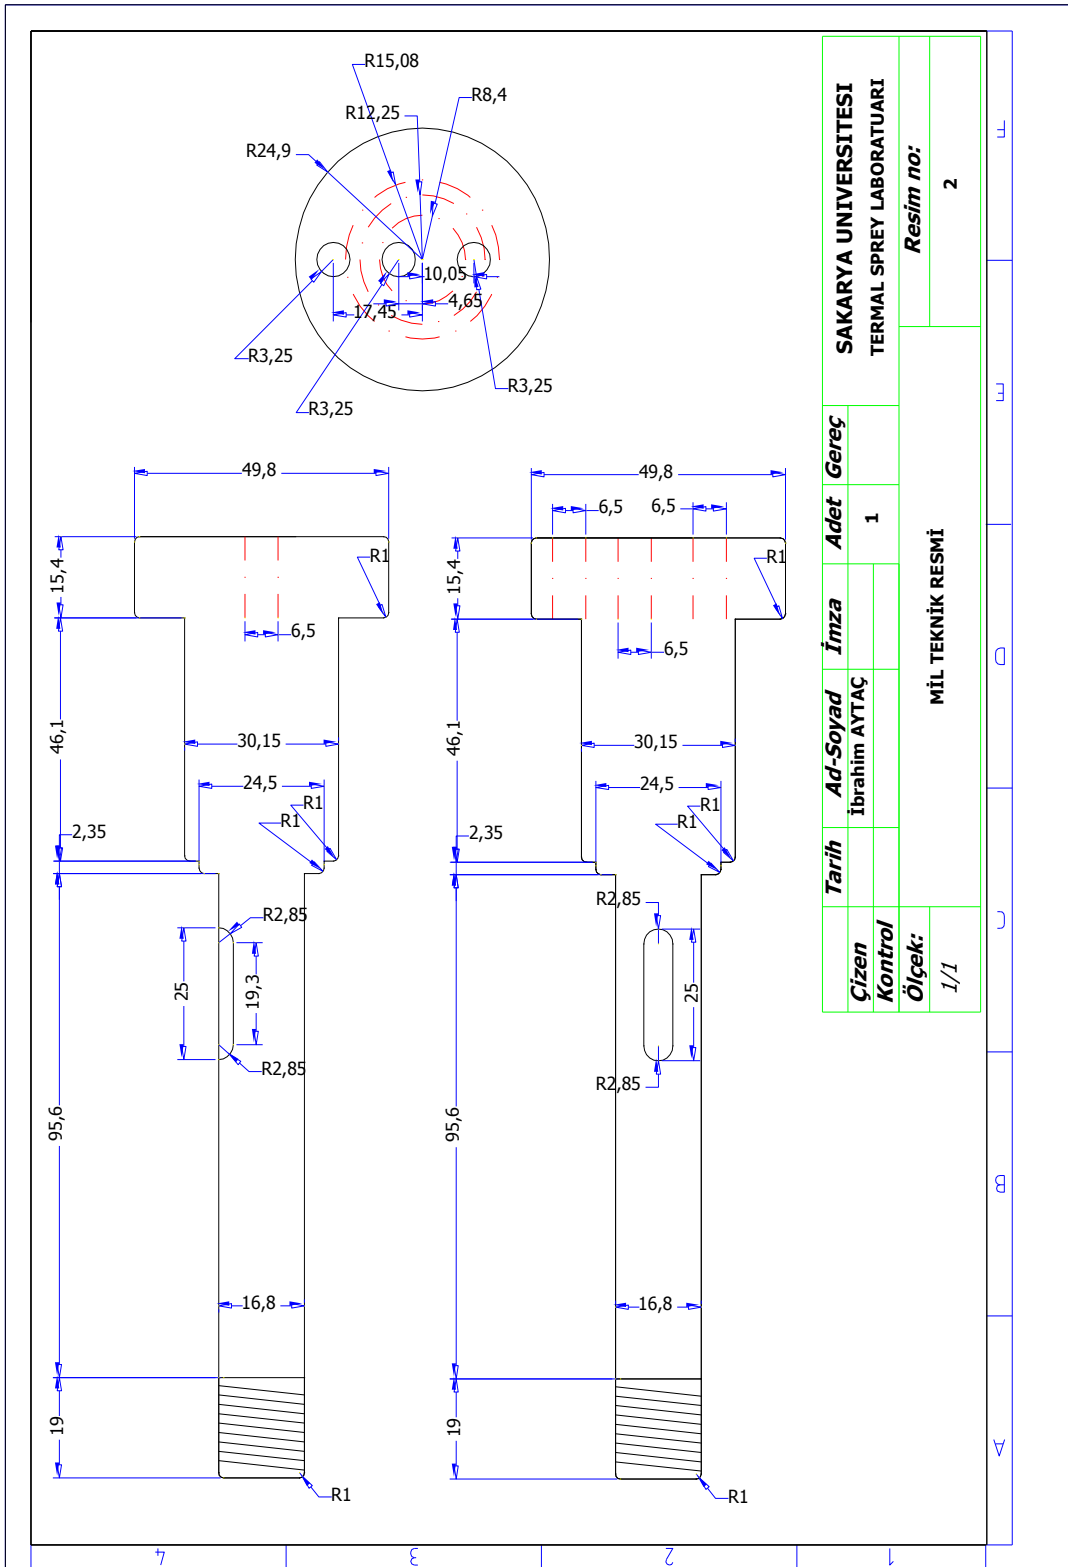 R15,08
R8,4
R12,25
R24,9
10,05
4,65
17,45
R3,25
R3,25
R3,25
49,8
15,4
R1
6,5
46,1
30,15
24,5
R1
R1
2,35
R2,85
25
19,3
R2,85
95,6
16,8
19
R1
49,8
6,5
6,5
15,4
R1
6,5
46,1
30,15
24,5
R1
R1
2,35
R2,85
25
R2,85
95,6
16,8
19
R1
Tarih
Ad-Soyad
İmza
Adet
Gereç
SAKARYA UNIVERSITESI
TERMAL SPREY LABORATUARI
Çizen
İbrahim AYTAÇ
1
Kontrol
Ölçek:
1/1
MİL TEKNİK RESMİ
Resim no:
2
F
E
D
C
B
A
4
3
2
1